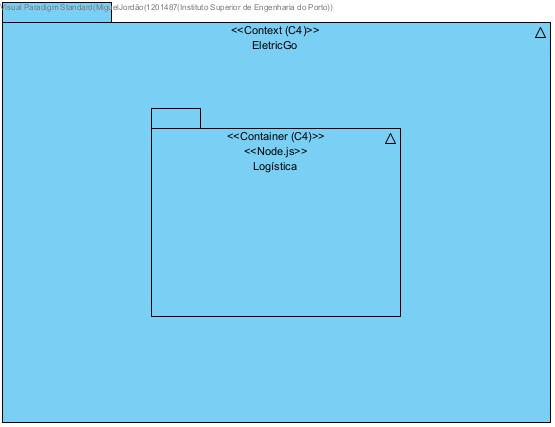 Visual Paradigm Standard(MiguelJordão(1201487(Instituto Superior de Engenharia do Porto))
<<Context (C4)>>
EletricGo
<<Container (C4)>>
<<Node.js>>
Logística